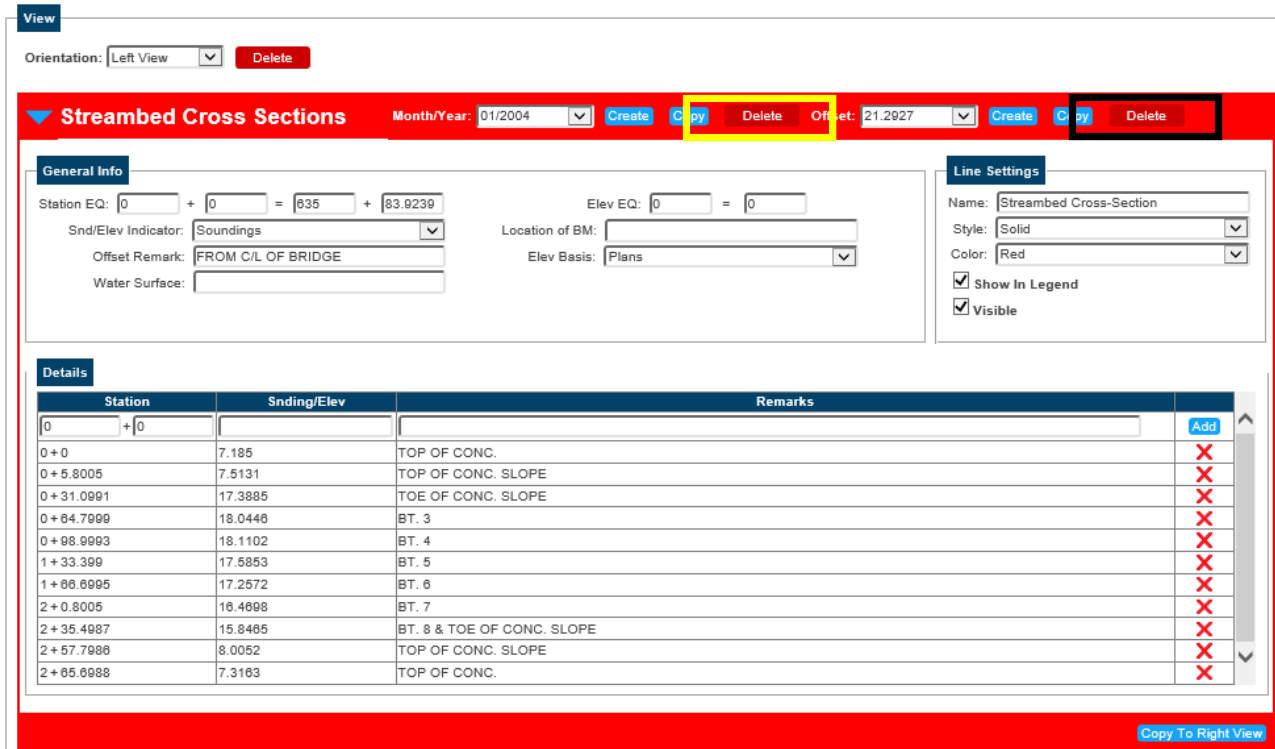 View
Orientation: Left View Delete
Streambed Cross Sections Month/Year: 01/2004 Create Copy Delete Offset: 21.2927 Create Copy Delete
General Info Line Settings
Station EQ: 0 + 0 = 635 + 83.9239 Elev EQ: 0 = 0 Name: Streambed Cross-Section
Snd/Elev Indicator: Soundings Location of BM: Style: Solid
Offset Remark: FROM C/L OF BRIDGE Elev Basis: Plans Color: Red
Water Surface: Show In Legend
Visible
Details
Station Snding/Elev Remarks
0 + 0 Add
0 + 0 7.185 TOP OF CONC.
0 + 5.8005 7.5131 TOP OF CONC. SLOPE
0 + 31.0991 17.3885 TOE OF CONC. SLOPE
0 + 64.7999 18.0446 BT. 3
0 + 98.9993 18.1102 BT. 4
1 + 33.399 17.5853 BT. 5
1 + 66.6995 17.2572 BT. 6
2 + 0.8005 16.4698 BT. 7
2 + 35.4987 15.8465 BT. 8 & TOE OF CONC. SLOPE
2 + 57.7986 8.0052 TOP OF CONC. SLOPE
2 + 65.6988 7.3163 TOP OF CONC.
Copy To Right View